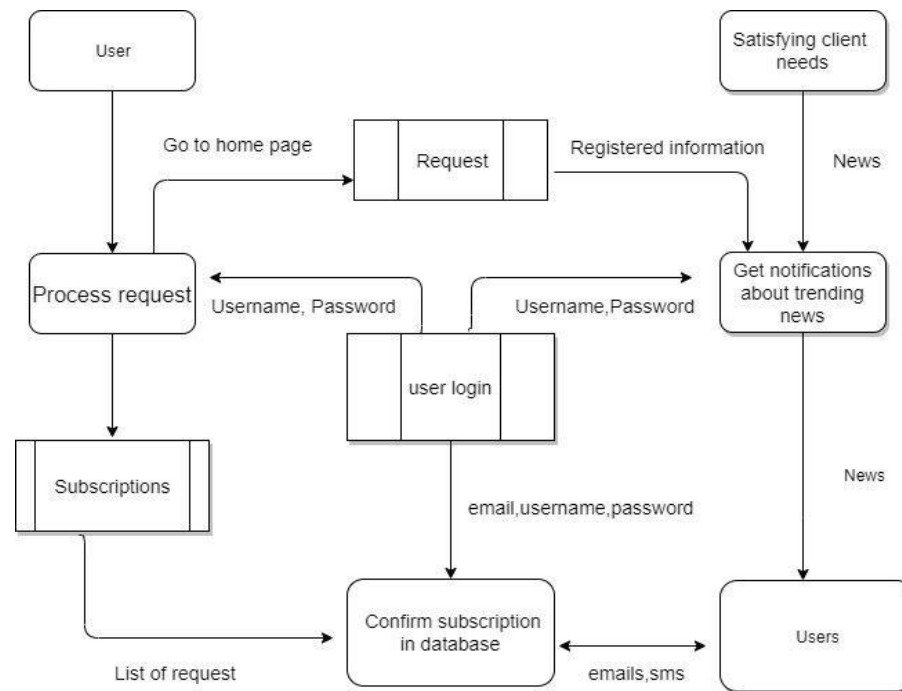 User
Satisfying client
needs
Go to home page
Request
Registered information
News
Process request
Username, Password
Username,Password
Get notifications
about trending
news
user login
Subscriptions
email,username,password
News
Confirm subscription
in database
Users
List of request
emails,sms